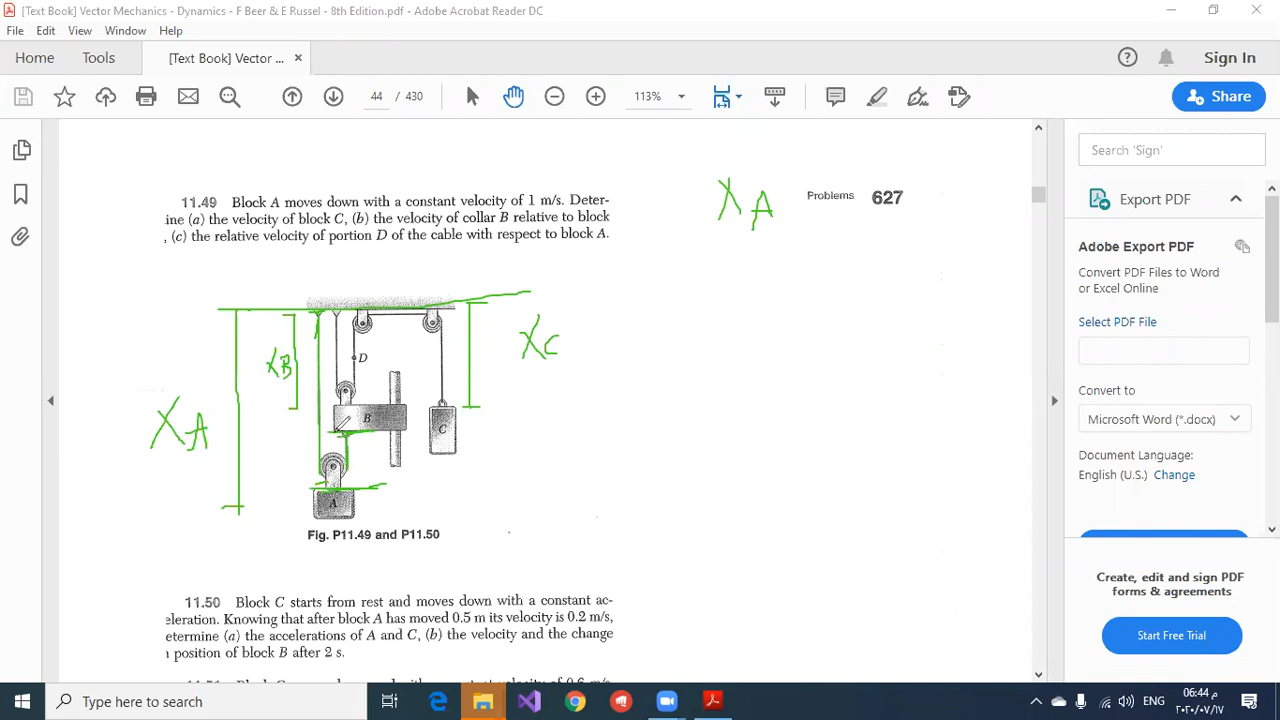 [Text Book] Vector Mechanics - Dynamics - F Beer & E Russel - 8th Edition.pdf - Adobe Acrobat Reader DC
File Edit View Window Help
Home Tools [Text Book] Vector ... × Sign In
44 / 430 113% Share
11.49 Block A moves down with a constant velocity of 1 m/s. Deter-
ine (a) the velocity of block C, (b) the velocity of collar B relative to block
, (c) the relative velocity of portion D of the cable with respect to block A.
XA
Problems 627
XA
XB
XC
D
B
C
A
Fig. P11.49 and P11.50
11.50 Block C starts from rest and moves down with a constant ac-
eleration. Knowing that after block A has moved 0.5 m its velocity is 0.2 m/s,
etermine (a) the accelerations of A and C, (b) the velocity and the change
position of block B after 2 s.
Search 'Sign'
Export PDF
Adobe Export PDF
Convert PDF Files to Word
or Excel Online
Select PDF File
Convert to
Microsoft Word (*.docx)
Document Language:
English (U.S.) Change
Create, edit and sign PDF
forms & agreements
Start Free Trial
Type here to search
ENG
06:44 م
٢٠٢٠/٠٧/١٧